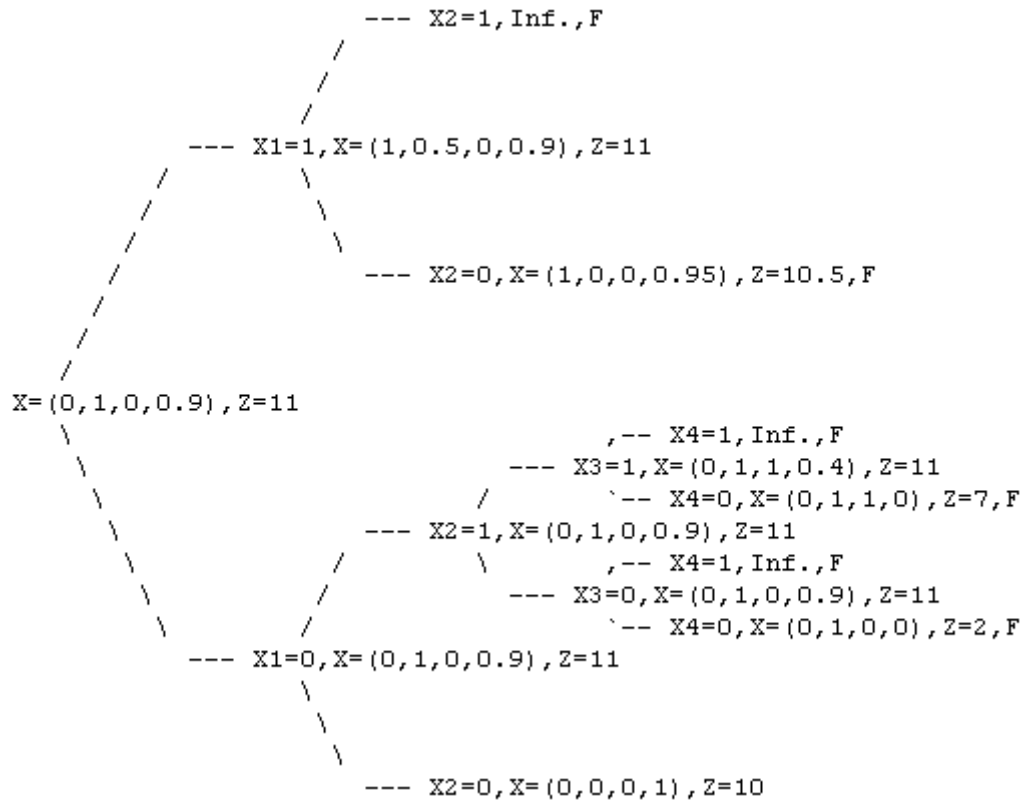 --- X2=1,Inf.,F
--- X1=1,X=(1,0.5,0,0.9),Z=11
--- X2=0,X=(1,0,0,0.95),Z=10.5,F
X=(0,1,0,0.9),Z=11
,-- X4=1,Inf.,F
--- X3=1,X=(0,1,1,0.4),Z=11
`-- X4=0,X=(0,1,1,0),Z=7,F
--- X2=1,X=(0,1,0,0.9),Z=11
,-- X4=1,Inf.,F
--- X3=0,X=(0,1,0,0.9),Z=11
`-- X4=0,X=(0,1,0,0),Z=2,F
--- X1=0,X=(0,1,0,0.9),Z=11
--- X2=0,X=(0,0,0,1),Z=10